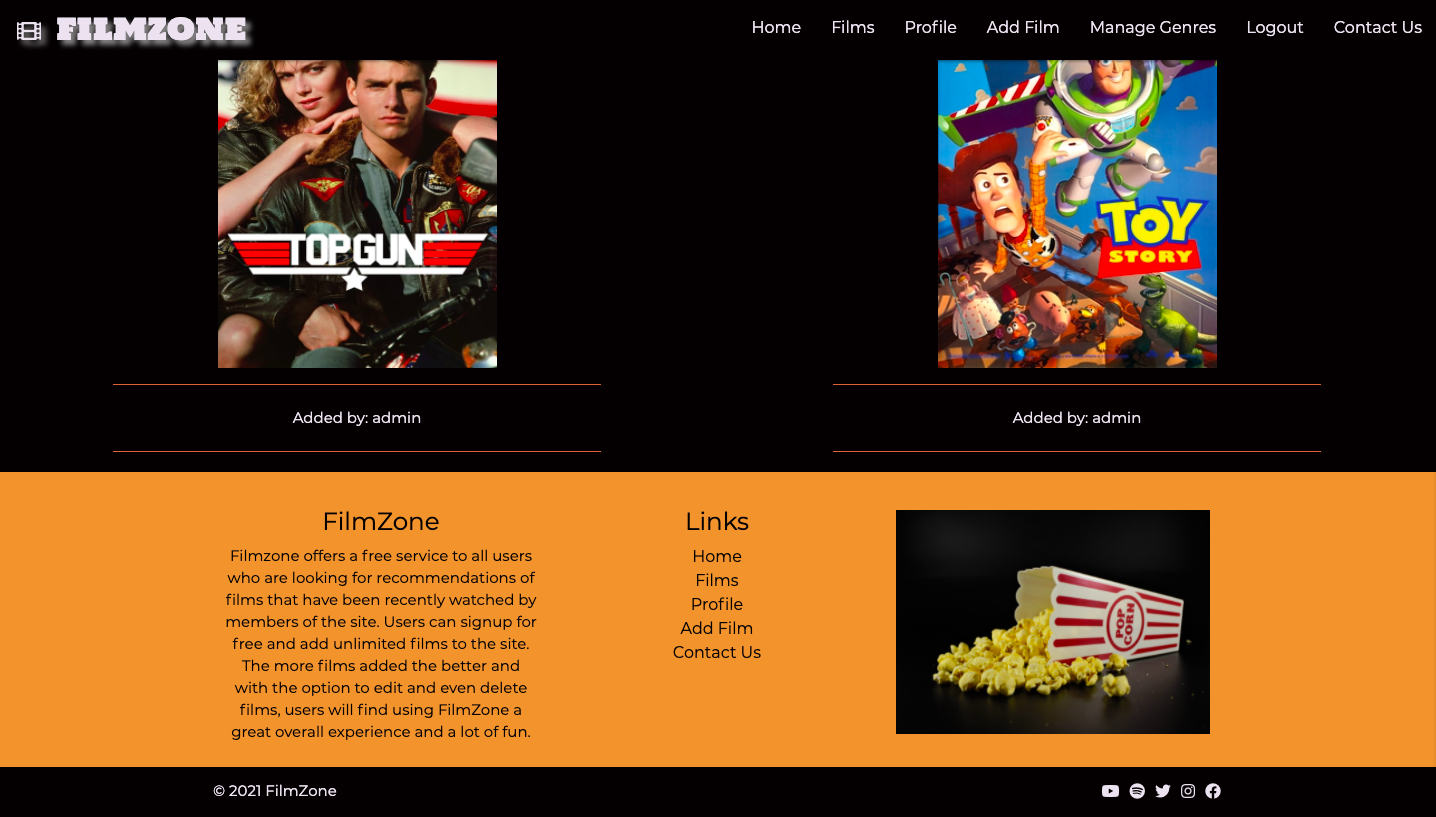 FILMZONE
Home Films Profile Add Film Manage Genres Logout Contact Us
TOPGUN
TOY
STORY
Added by: admin
Added by: admin
FilmZone
Filmzone offers a free service to all users
who are looking for recommendations of
films that have been recently watched by
members of the site. Users can signup for
free and add unlimited films to the site.
The more films added the better and
with the option to edit and even delete
films, users will find using FilmZone a
great overall experience and a lot of fun.
Links
Home
Films
Profile
Add Film
Contact Us
POP
CORN
© 2021 FilmZone